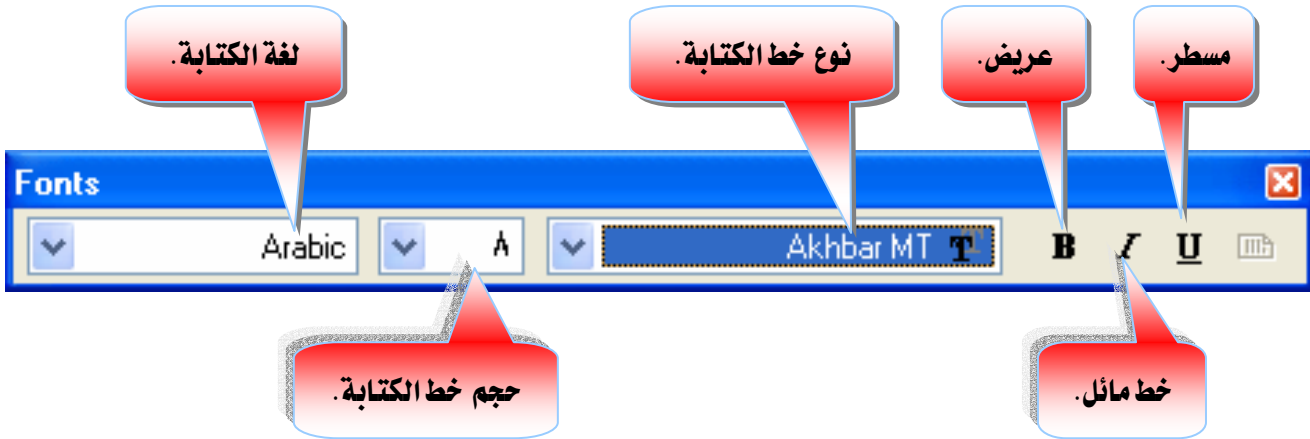 مسطر.
عريض.
نوع خط الكتابة.
لغة الكتابة.
Fonts
Arabic
٨
Akhbar MT
B
I
U
خط مائل.
حجم خط الكتابة.